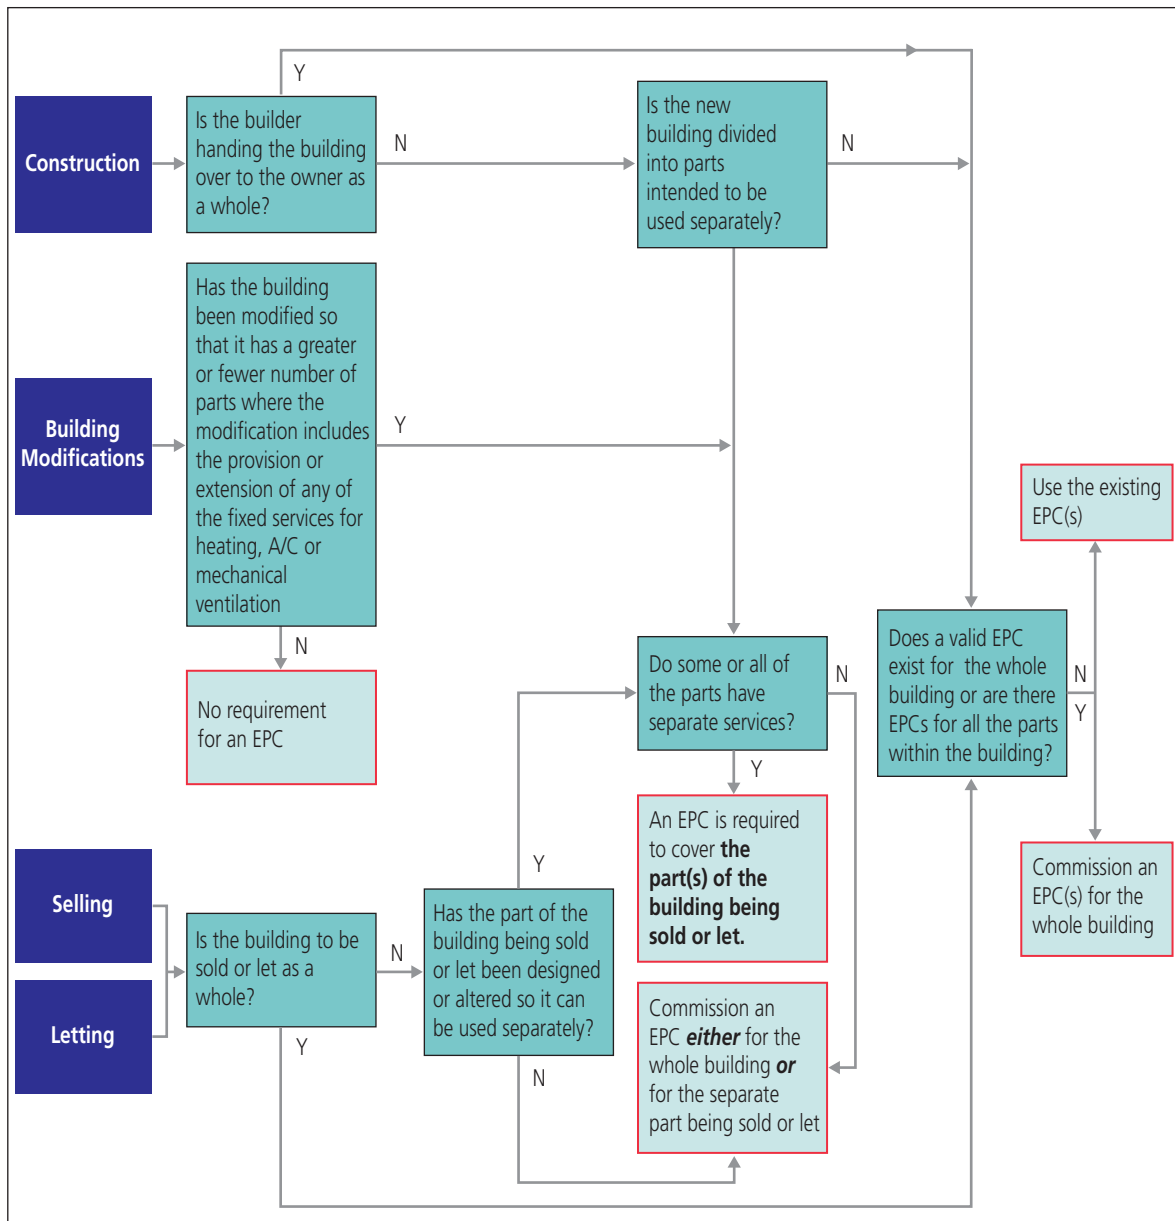 Y
Construction
Is the builder
handing the building
over to the owner as
a whole?
N
Is the new
building divided
into parts
intended to be
used separately?
N
Building
Modifications
Has the building
been modified so
that it has a greater
or fewer number of
parts where the
modification includes
the provision or
extension of any of
the fixed services for
heating, A/C or
mechanical
ventilation
Y
N
No requirement
for an EPC
Do some or all of
the parts have
separate services?
N
Y
An EPC is required
to cover the
part(s) of the
building being
sold or let.
Does a valid EPC
exist for the whole
building or are there
EPCs for all the parts
within the building?
N
Y
Use the existing
EPC(s)
Commission an
EPC(s) for the
whole building
Selling
Letting
Is the building to be
sold or let as a
whole?
N
Y
Y
Has the part of the
building being sold
or let been designed
or altered so it can
be used separately?
N
Commission an
EPC either for the
whole building or
for the separate
part being sold or let